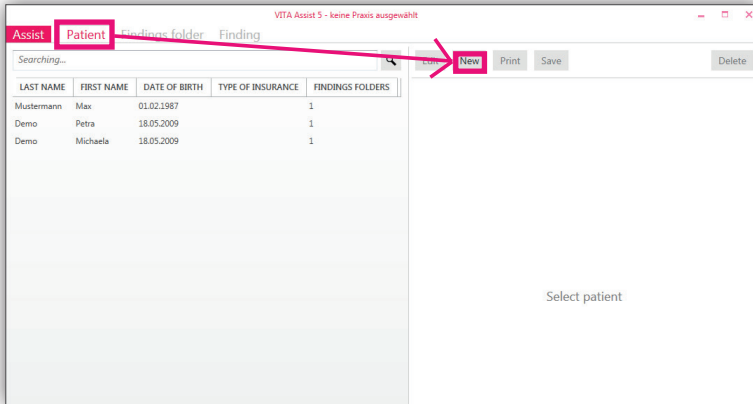 VITA Assist 5 - keine Praxis ausgewählt
Assist Patient Findings folder Finding
Searching...
Edit New Print Save Delete
LAST NAME FIRST NAME DATE OF BIRTH TYPE OF INSURANCE FINDINGS FOLDERS
Mustermann Max 01.02.1987 1
Demo Petra 18.05.2009 1
Demo Michaela 18.05.2009 1
Select patient